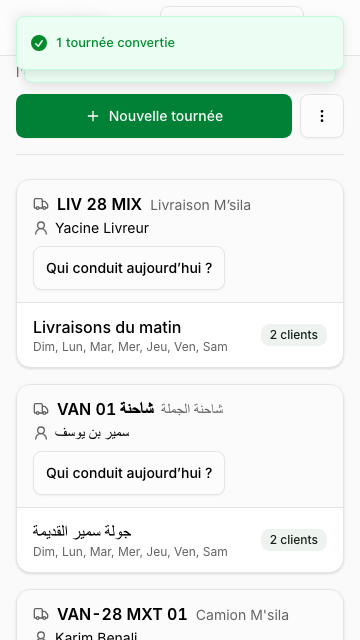 1 tournée convertie
Nouvelle tournée
LIV 28 MIX Livraison M’sila
Yacine Livreur
Qui conduit aujourd’hui ?
Livraisons du matin
Dim, Lun, Mar, Mer, Jeu, Ven, Sam
2 clients
VAN 01 شاحنة شاحنة الجملة
سمير بن يوسف
Qui conduit aujourd’hui ?
جولة سمير القديمة
Dim, Lun, Mar, Mer, Jeu, Ven, Sam
2 clients
VAN-28 MXT 01 Camion M'sila
Karim Benali